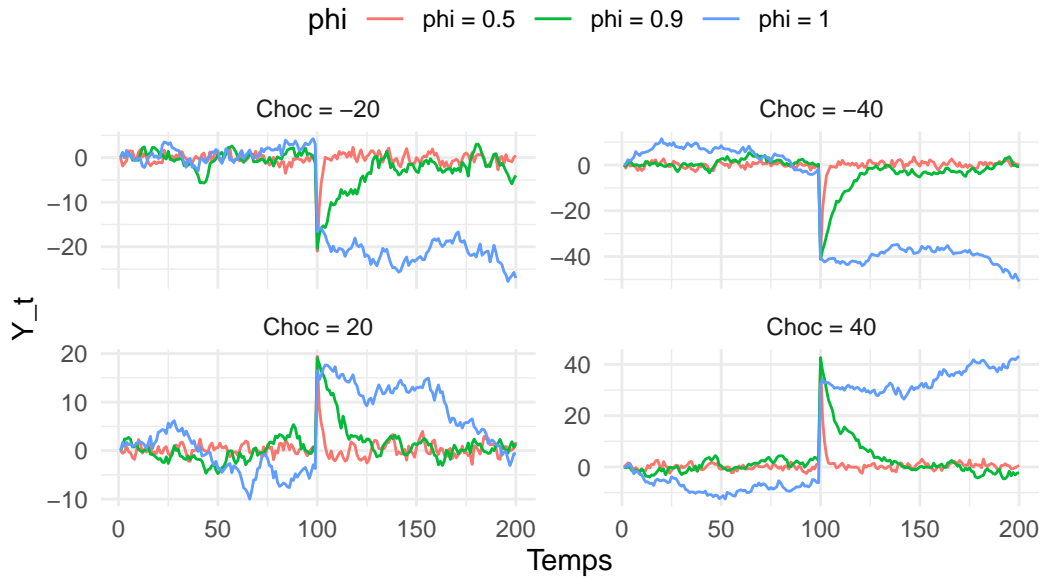 phi phi = 0.5 phi = 0.9 phi = 1
Choc = −20 Choc = −40
0
−10
−20
0
−20
−40
Y_t
Choc = 20 Choc = 40
20
10
0
−10
40
20
0
0 50 100 150 200 0 50 100 150 200
Temps